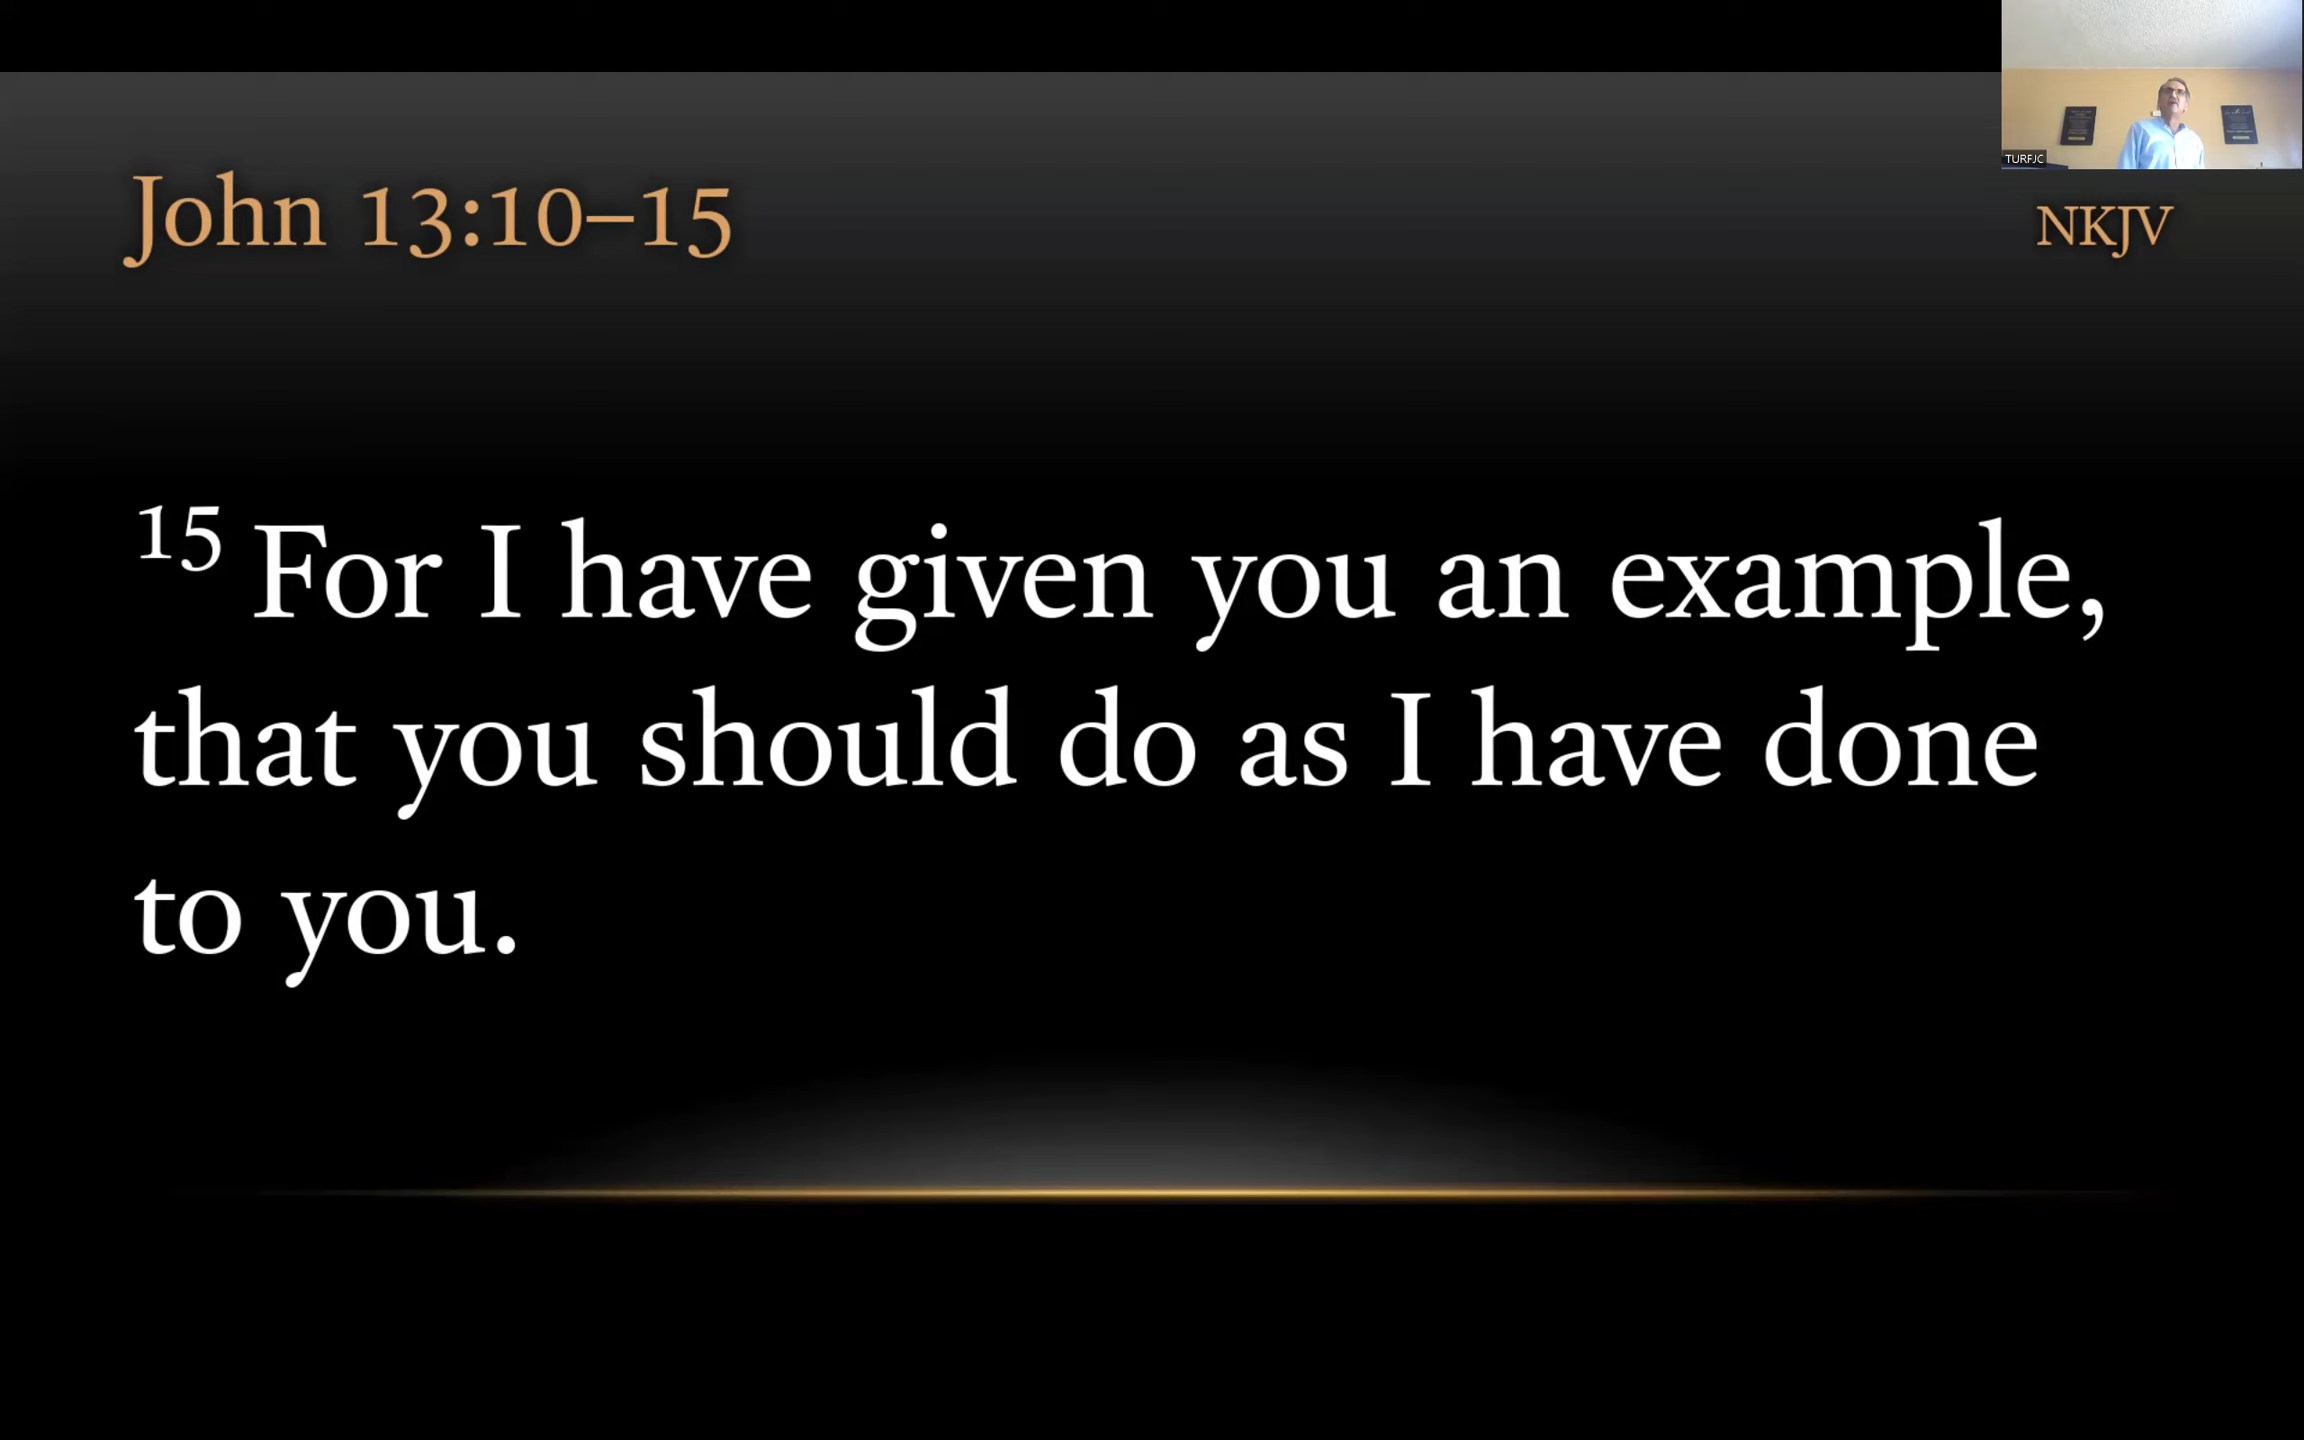 TURFJC
John 13:10–15
NKJV
15 For I have given you an example,
that you should do as I have done
to you.